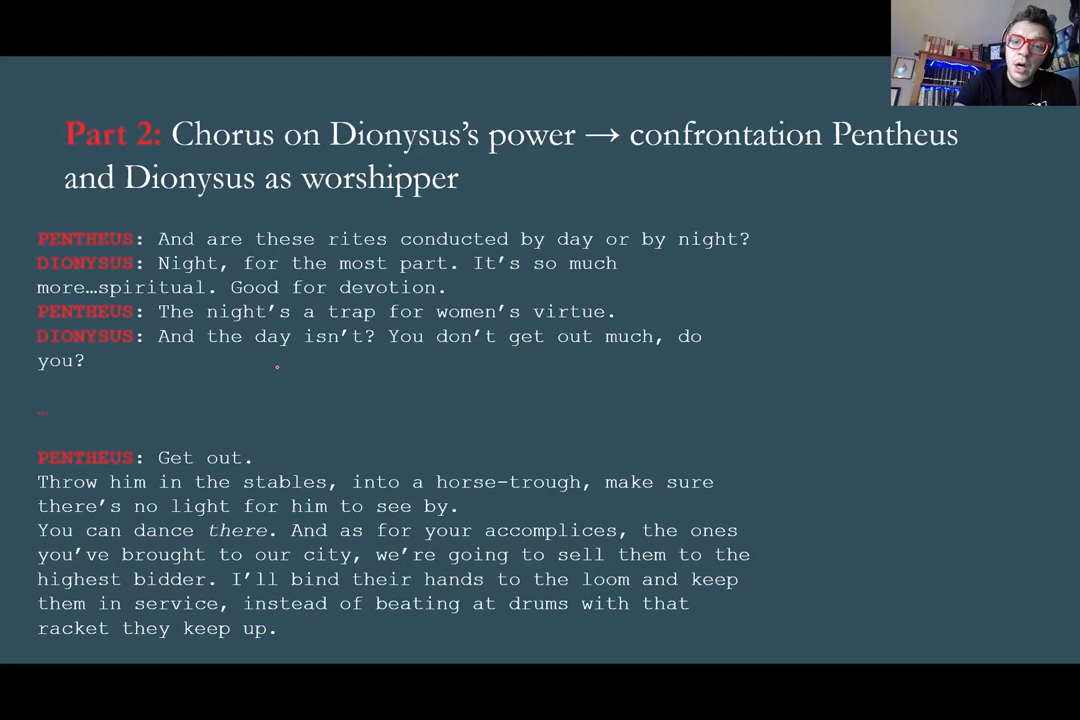 Part 2: Chorus on Dionysus’s power → confrontation Pentheus
and Dionysus as worshipper
PENTHEUS: And are these rites conducted by day or by night?
DIONYSUS: Night, for the most part. It’s so much
more…spiritual. Good for devotion.
PENTHEUS: The night’s a trap for women’s virtue.
DIONYSUS: And the day isn’t? You don’t get out much, do
you?
…
PENTHEUS: Get out.
Throw him in the stables, into a horse-trough, make sure
there’s no light for him to see by.
You can dance there. And as for your accomplices, the ones
you’ve brought to our city, we’re going to sell them to the
highest bidder. I’ll bind their hands to the loom and keep
them in service, instead of beating at drums with that
racket they keep up.